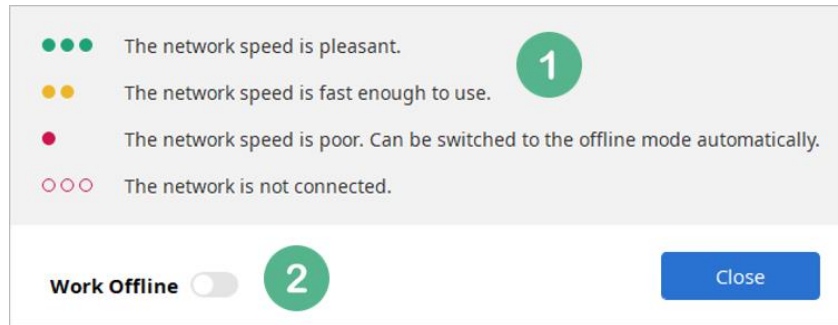 The network speed is pleasant.
1
The network speed is fast enough to use.
The network speed is poor. Can be switched to the offline mode automatically.
The network is not connected.
Work Offline
2
Close